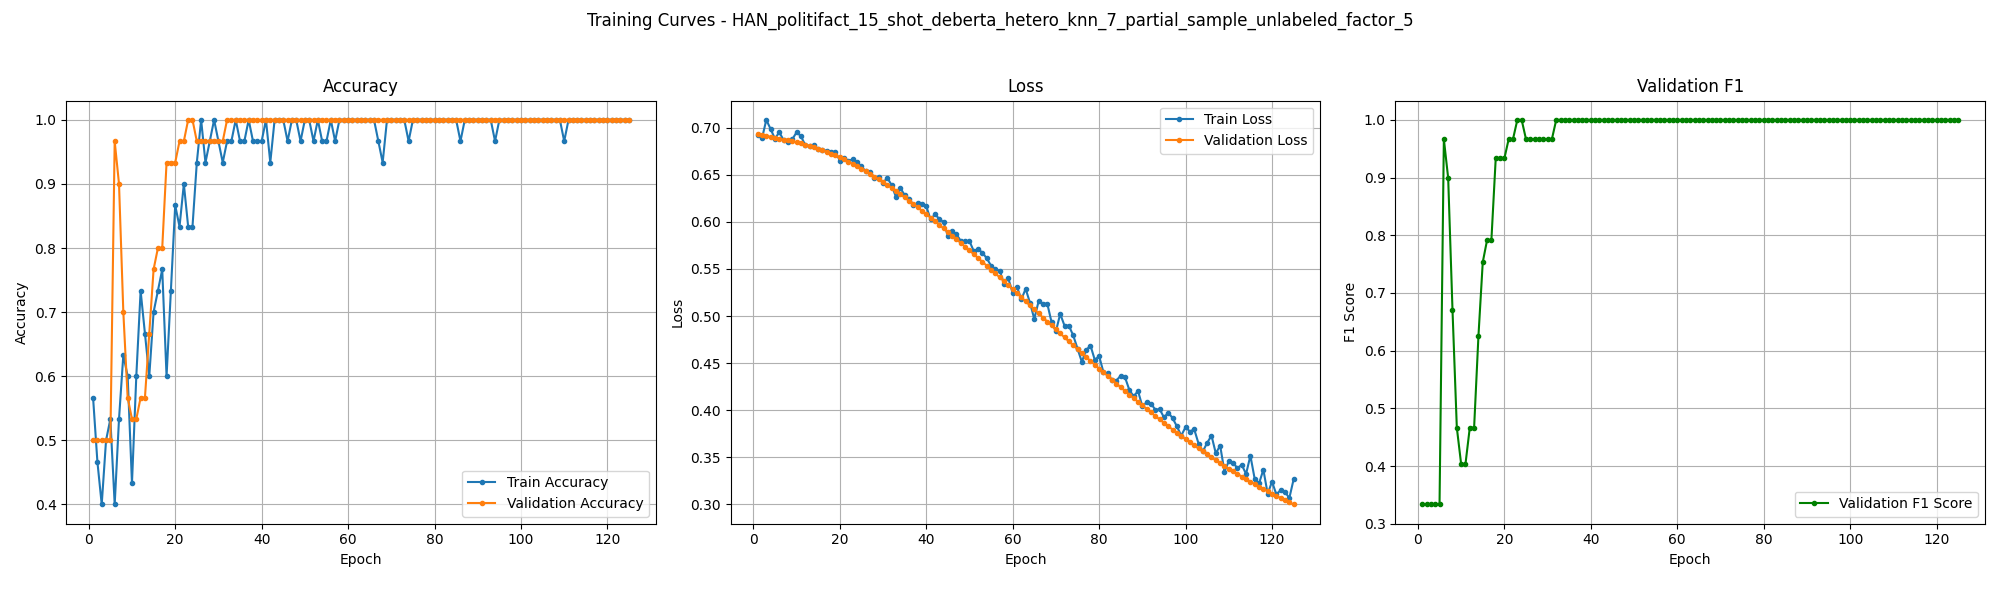 Training Curves - HAN_politifact_15_shot_deberta_hetero_knn_7_partial_sample_unlabeled_factor_5
Accuracy
1.0
0.9
0.8
0.7
0.6
0.5
0.4
Accuracy
0 20 40 60 80 100 120
Epoch
Train Accuracy
Validation Accuracy
Loss
0.70
0.65
0.60
0.55
0.50
0.45
0.40
0.35
0.30
Loss
0 20 40 60 80 100 120
Epoch
Train Loss
Validation Loss
Validation F1
1.0
0.9
0.8
0.7
0.6
0.5
0.4
0.3
F1 Score
0 20 40 60 80 100 120
Epoch
Validation F1 Score